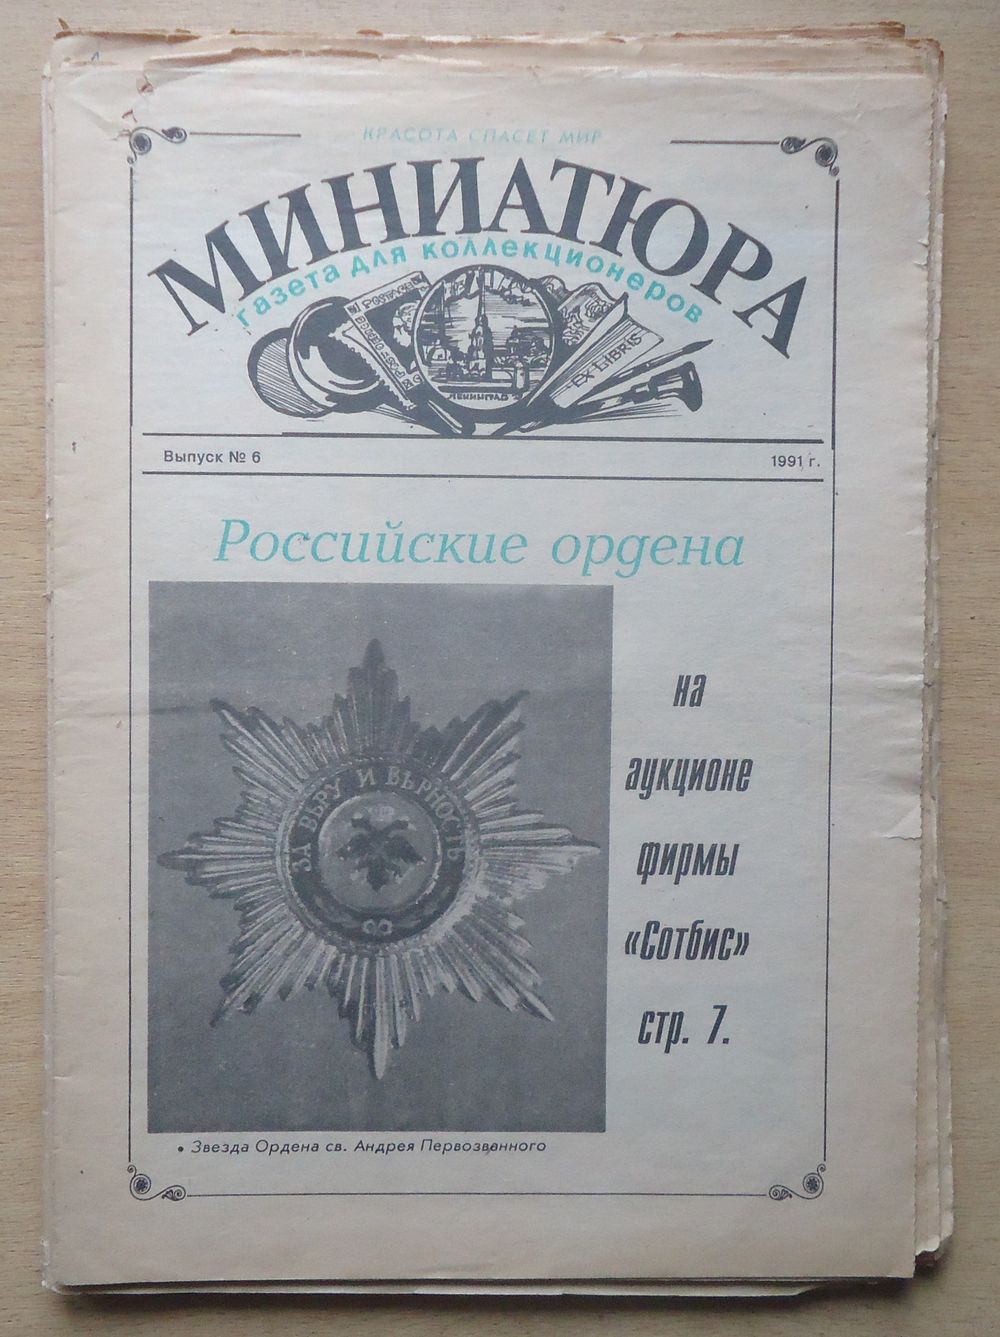 КРАСОТА СПАСЕТ МИР
МИНИАТЮРА
газета для коллекционеров
POSTAGE
EX LIBRIS
ЛЕНИНГРАД
Выпуск № 6
1991 г.
Российские ордена
на
аукционе
фирмы
«Сотбис»
стр. 7.
ЗА ВѢРУ И ВѢРНОСТЬ
• Звезда Ордена св. Андрея Первозванного